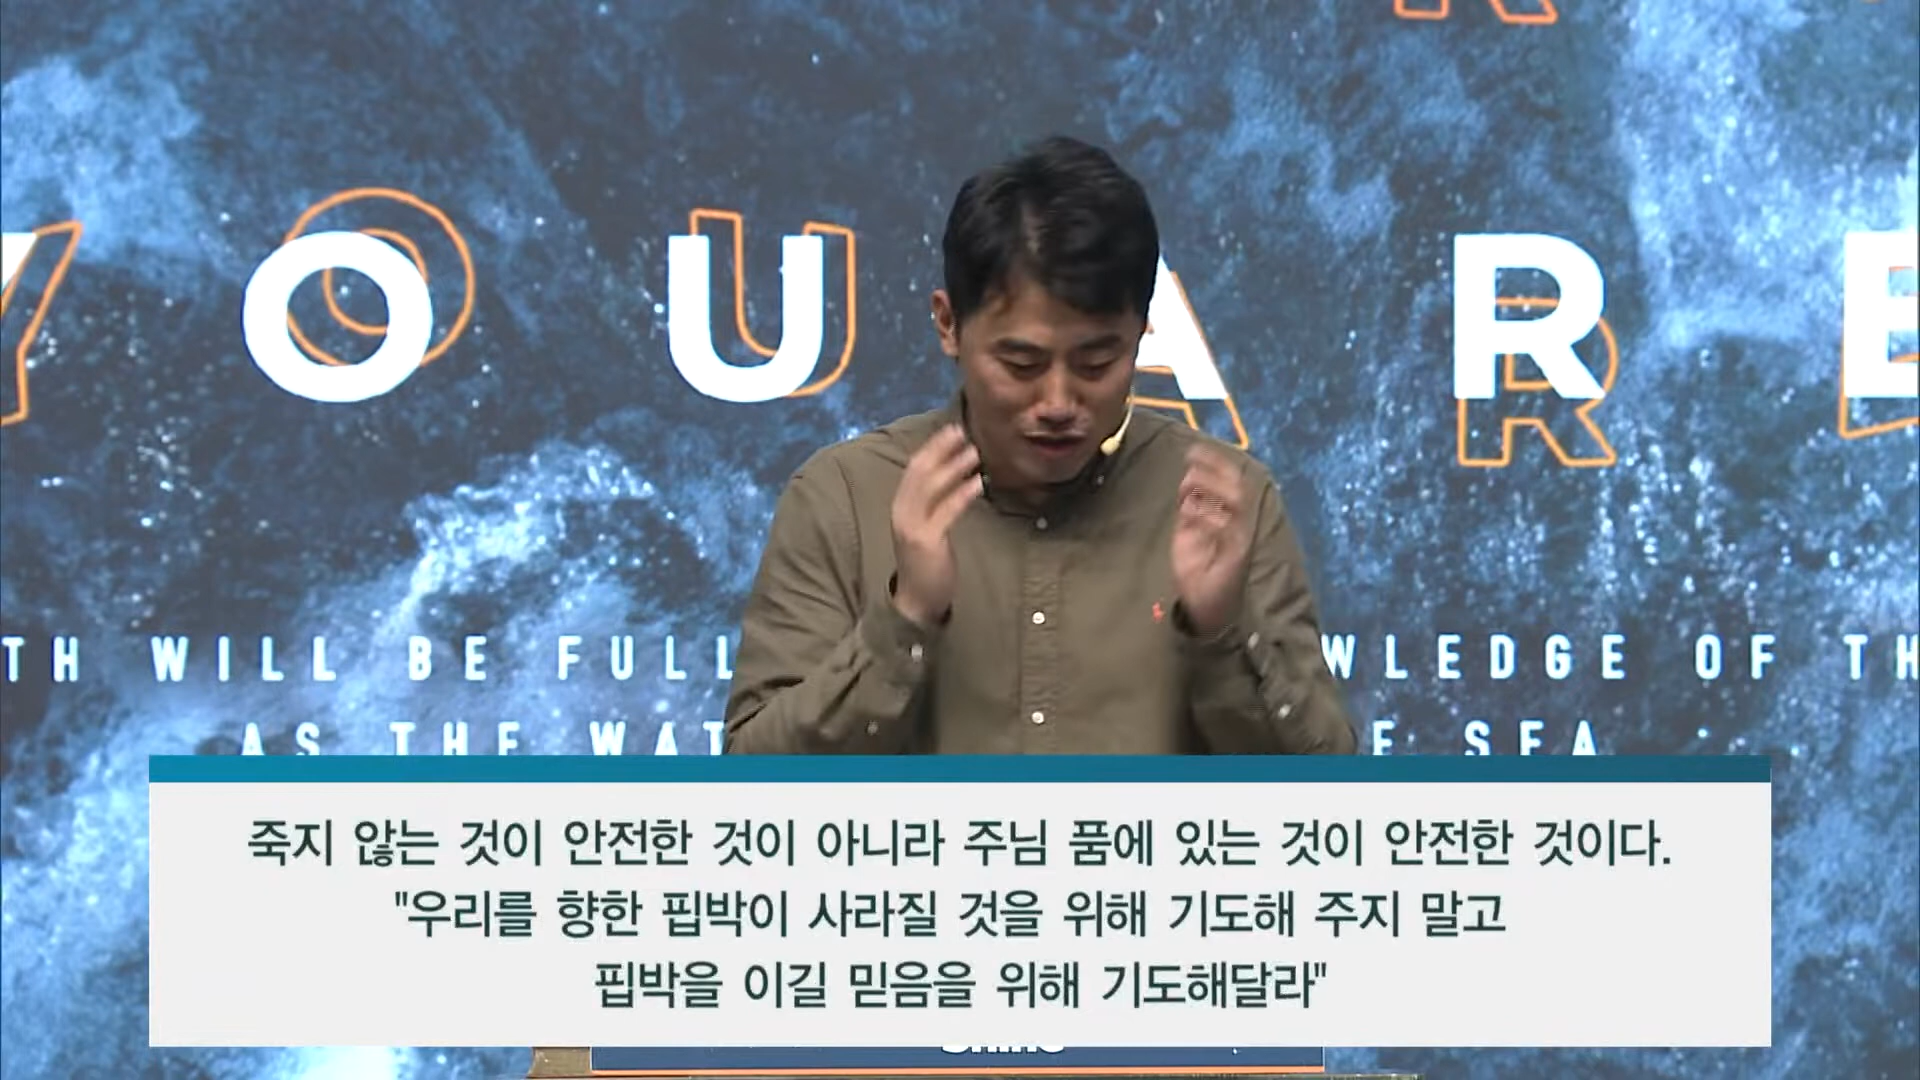 YOU ARE
TH WILL BE FULL WLEDGE OF TH
AS THE WAT E SEA
죽지 않는 것이 안전한 것이 아니라 주님 품에 있는 것이 안전한 것이다.
"우리를 향한 핍박이 사라질 것을 위해 기도해 주지 말고
핍박을 이길 믿음을 위해 기도해달라"